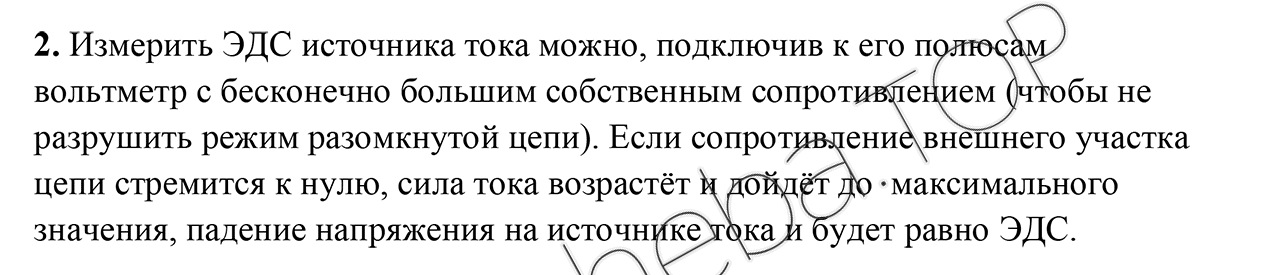 2. Измерить ЭДС источника тока можно, подключив к его полюсам
вольтметр с бесконечно большим собственным сопротивлением (чтобы не
разрушить режим разомкнутой цепи). Если сопротивление внешнего участка
цепи стремится к нулю, сила тока возрастёт и дойдёт до максимального
значения, падение напряжения на источнике тока и будет равно ЭДС.